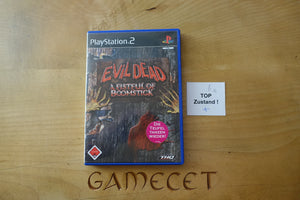 PlayStation 2
EVIL DEAD
A FISTFUL OF
BOOMSTICK
TOP
Zustand !
DIE
TEUFEL
TANZEN
WIEDER!
THQ
GAMECET